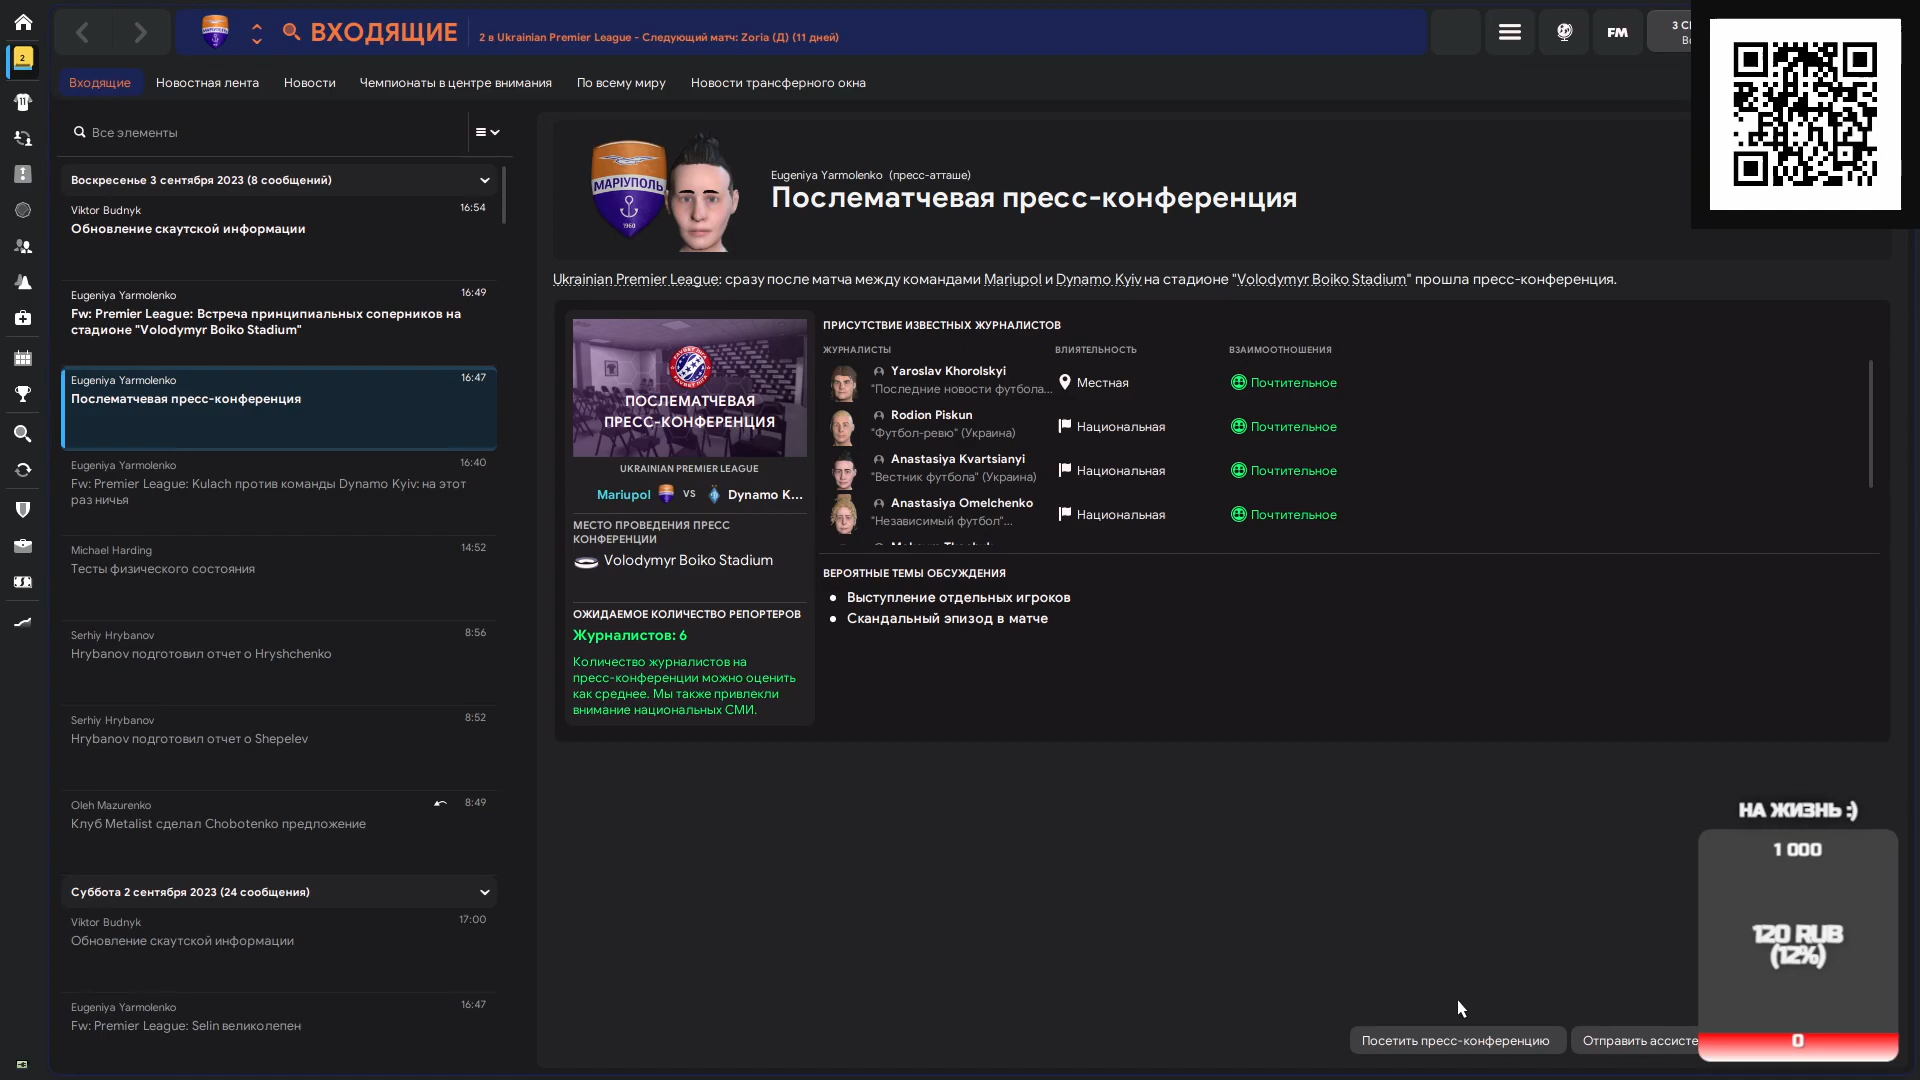 2
ВХОДЯЩИЕ
2 в Ukrainian Premier League - Следующий матч: Zoria (Д) (11 дней)
FM
Входящие
Новостная лента
Новости
Чемпионаты в центре внимания
По всему миру
Новости трансферного окна
Все элементы
Воскресенье 3 сентября 2023 (8 сообщений)
Viktor Budnyk
16:54
Обновление скаутской информации
Eugeniya Yarmolenko
16:49
Fw: Premier League: Встреча принципиальных соперников на
стадионе "Volodymyr Boiko Stadium"
Eugeniya Yarmolenko
16:47
Послематчевая пресс-конференция
Eugeniya Yarmolenko
16:40
Fw: Premier League: Kulach против команды Dynamo Kyiv: на этот
раз ничья
Michael Harding
14:52
Тесты физического состояния
Serhiy Hrybanov
8:56
Hrybanov подготовил отчет о Hryshchenko
Serhiy Hrybanov
8:52
Hrybanov подготовил отчет о Shepelev
Oleh Mazurenko
8:49
Клуб Metalist сделал Chobotenko предложение
Суббота 2 сентября 2023 (24 сообщения)
Viktor Budnyk
17:00
Обновление скаутской информации
Eugeniya Yarmolenko
16:47
Fw: Premier League: Selin великолепен
МАРІУПОЛЬ
1960
Eugeniya Yarmolenko (пресс-атташе)
Послематчевая пресс-конференция
Ukrainian Premier League: сразу после матча между командами Mariupol и Dynamo Kyiv на стадионе "Volodymyr Boiko Stadium" прошла пресс-конференция.
ПОСЛЕМАТЧЕВАЯ
ПРЕСС-КОНФЕРЕНЦИЯ
UKRAINIAN PREMIER LEAGUE
Mariupol VS Dynamo K...
МЕСТО ПРОВЕДЕНИЯ ПРЕСС
КОНФЕРЕНЦИИ
Volodymyr Boiko Stadium
ОЖИДАЕМОЕ КОЛИЧЕСТВО РЕПОРТЕРОВ
Журналистов: 6
Количество журналистов на
пресс-конференции можно оценить
как среднее. Мы также привлекли
внимание национальных СМИ.
ПРИСУТСТВИЕ ИЗВЕСТНЫХ ЖУРНАЛИСТОВ
ЖУРНАЛИСТЫ
ВЛИЯТЕЛЬНОСТЬ
ВЗАИМООТНОШЕНИЯ
Yaroslav Khorolskyi
"Последние новости футбола...
Местная
Почтительное
Rodion Piskun
"Футбол-ревю" (Украина)
Национальная
Почтительное
Anastasiya Kvartsianyi
"Вестник футбола" (Украина)
Национальная
Почтительное
Anastasiya Omelchenko
"Независимый футбол"...
Национальная
Почтительное
ВЕРОЯТНЫЕ ТЕМЫ ОБСУЖДЕНИЯ
Выступление отдельных игроков
Скандальный эпизод в матче
Посетить пресс-конференцию
Отправить ассисте
НА ЖИЗНЬ :)
1 000
120 RUB
(12%)
0